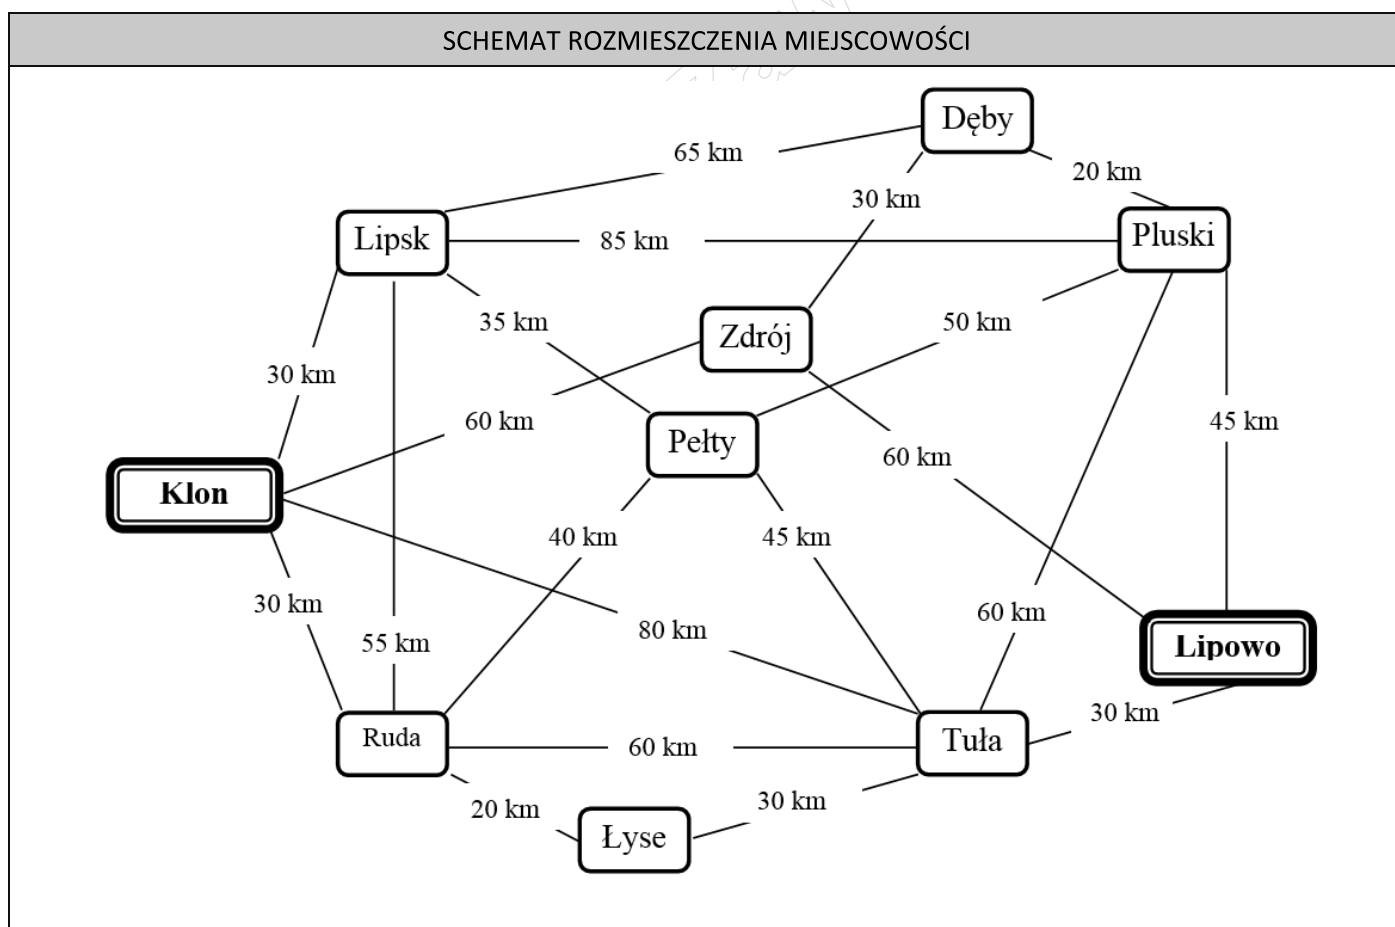 SCHEMAT ROZMIESZCZENIA MIEJSCOWOŚCI
Dęby
65 km
20 km
30 km
Lipsk
85 km
Pluski
35 km
Zdrój
50 km
30 km
60 km
45 km
Pełty
60 km
Klon
40 km
45 km
30 km
80 km
60 km
55 km
Lipowo
30 km
Ruda
60 km
Tuła
20 km
30 km
Łyse